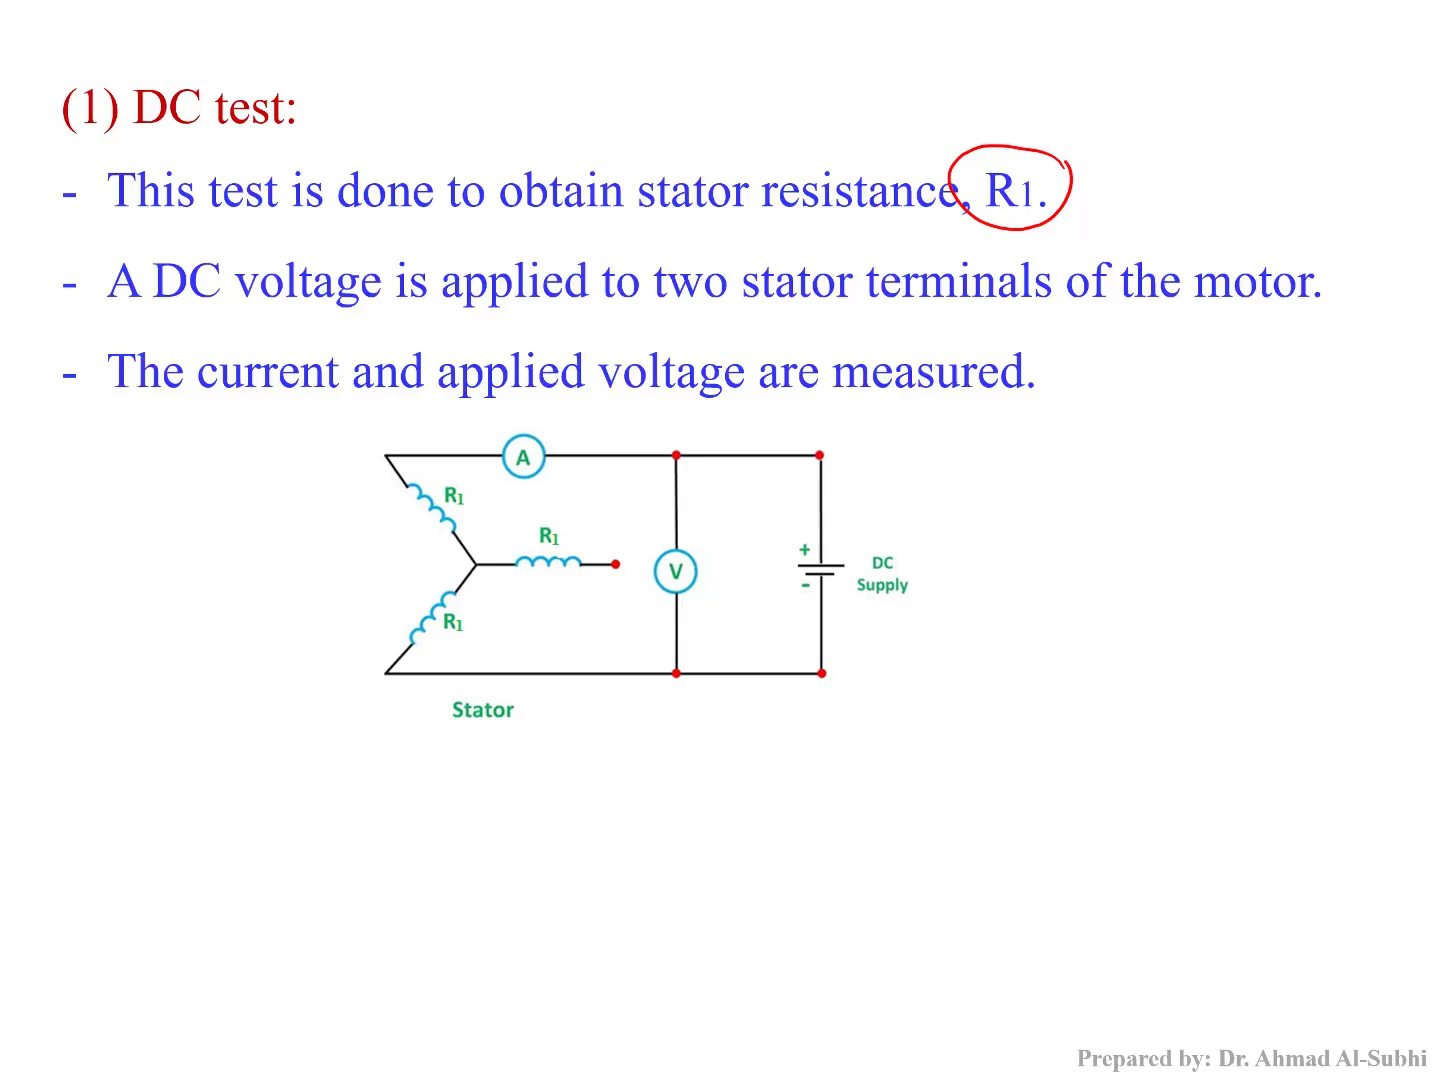 (1) DC test:
- This test is done to obtain stator resistance, R1.
- A DC voltage is applied to two stator terminals of the motor.
- The current and applied voltage are measured.
A
R1
R1
V
+
-
DC
Supply
R1
Stator
Prepared by: Dr. Ahmad Al-Subhi